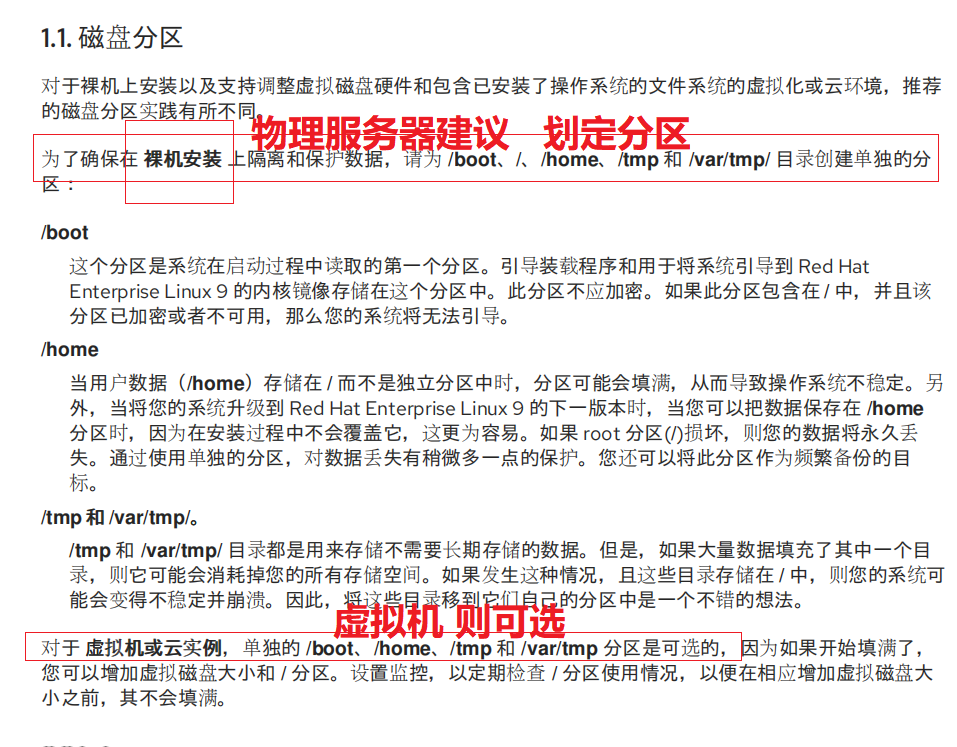 1.1. 磁盘分区
对于裸机上安装以及支持调整虚拟磁盘硬件和包含已安装了操作系统的文件系统的虚拟化或云环境，推荐
的磁盘分区实践有所不同。
物理服务器建议 划定分区
为了确保在 裸机安装 上隔离和保护数据，请为 /boot、/、/home、/tmp 和 /var/tmp/ 目录创建单独的分
区：
/boot
这个分区是系统在启动过程中读取的第一个分区。引导装载程序和用于将系统引导到 Red Hat
Enterprise Linux 9 的内核镜像存储在这个分区中。此分区不应加密。如果此分区包含在 / 中，并且该
分区已加密或者不可用，那么您的系统将无法引导。
/home
当用户数据（/home）存储在 / 而不是独立分区中时，分区可能会填满，从而导致操作系统不稳定。另
外，当将您的系统升级到 Red Hat Enterprise Linux 9 的下一版本时，当您可以把数据保存在 /home
分区时，因为在安装过程中不会覆盖它，这更为容易。如果 root 分区(/)损坏，则您的数据将永久丢
失。通过使用单独的分区，对数据丢失有稍微多一点的保护。您还可以将此分区作为频繁备份的目
标。
/tmp 和 /var/tmp/。
/tmp 和 /var/tmp/ 目录都是用来存储不需要长期存储的数据。但是，如果大量数据填充了其中一个目
录，则它可能会消耗掉您的所有存储空间。如果发生这种情况，且这些目录存储在 / 中，则您的系统可
能会变得不稳定并崩溃。因此，将这些目录移到它们自己的分区中是一个不错的想法。
虚拟机 则可选
对于 虚拟机或云实例，单独的 /boot、/home、/tmp 和 /var/tmp 分区是可选的，因为如果开始填满了，
您可以增加虚拟磁盘大小和 / 分区。设置监控，以定期检查 / 分区使用情况，以便在相应增加虚拟磁盘大
小之前，其不会填满。